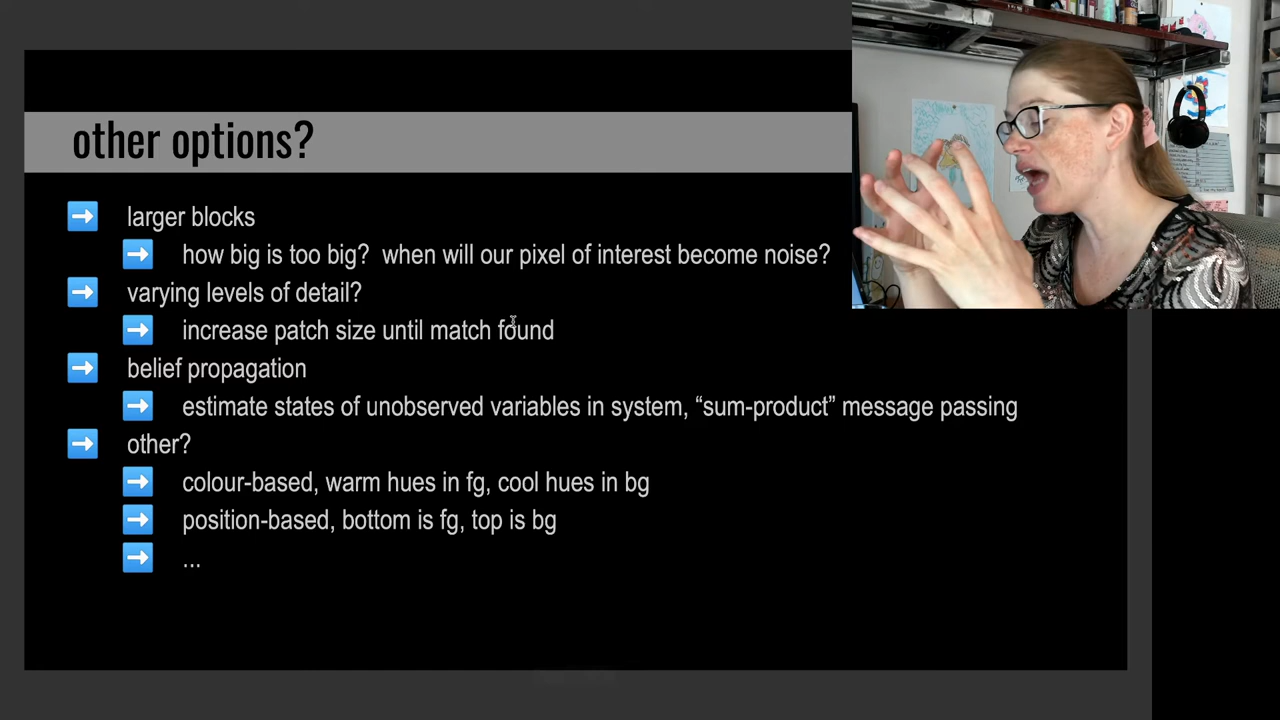 other options?
larger blocks
how big is too big? when will our pixel of interest become noise?
varying levels of detail?
increase patch size until match found
belief propagation
estimate states of unobserved variables in system, “sum-product” message passing
other?
colour-based, warm hues in fg, cool hues in bg
position-based, bottom is fg, top is bg
...